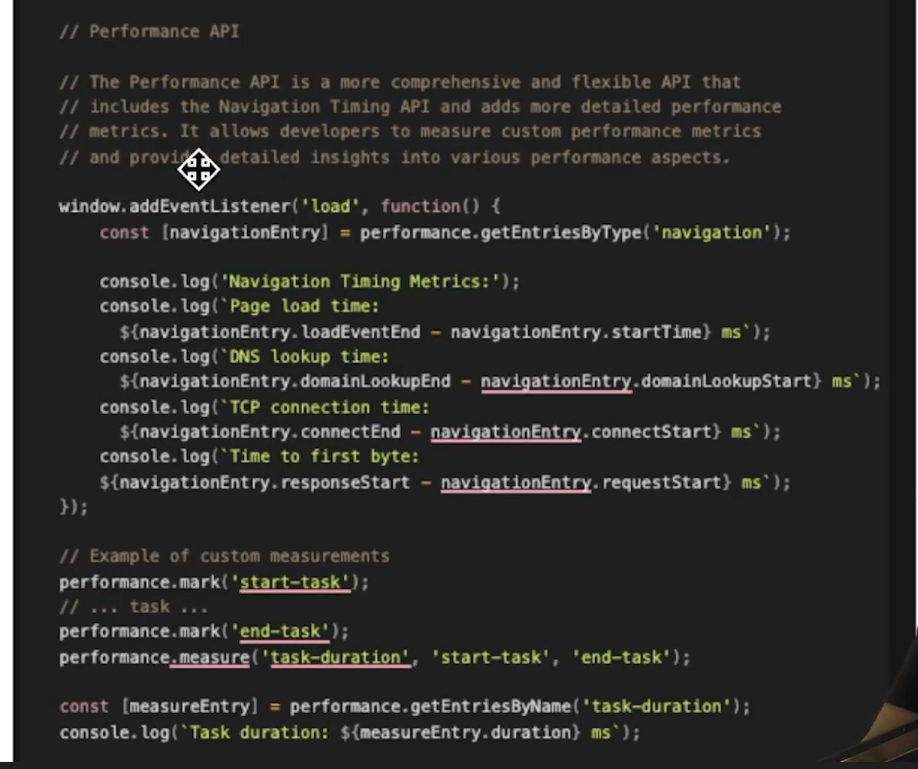 // Performance API
// The Performance API is a more comprehensive and flexible API that
// includes the Navigation Timing API and adds more detailed performance
// metrics. It allows developers to measure custom performance metrics
// and provide detailed insights into various performance aspects.
window.addEventListener('load', function() {
    const [navigationEntry] = performance.getEntriesByType('navigation');
    console.log('Navigation Timing Metrics:');
    console.log(`Page load time:
      ${navigationEntry.loadEventEnd - navigationEntry.startTime} ms`);
    console.log(`DNS lookup time:
      ${navigationEntry.domainLookupEnd - navigationEntry.domainLookupStart} ms`);
    console.log(`TCP connection time:
      ${navigationEntry.connectEnd - navigationEntry.connectStart} ms`);
    console.log(`Time to first byte:
    ${navigationEntry.responseStart - navigationEntry.requestStart} ms`);
});
// Example of custom measurements
performance.mark('start-task');
// ... task ...
performance.mark('end-task');
performance.measure('task-duration', 'start-task', 'end-task');
const [measureEntry] = performance.getEntriesByName('task-duration');
console.log(`Task duration: ${measureEntry.duration} ms`);